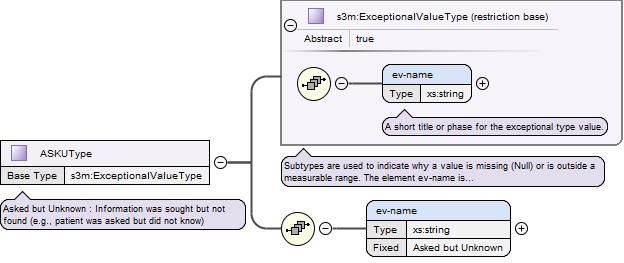 s3m:ExceptionalValueType (restriction base)
Abstract true
ev-name
Type xs:string
A short title or phase for the exceptional type value.
ASKUType
Base Type s3m:ExceptionalValueType
Subtypes are used to indicate why a value is missing (Null) or is outside a
measurable range. The element ev-name is...
Asked but Unknown : Information was sought but not
found (e.g., patient was asked but did not know)
ev-name
Type xs:string
Fixed Asked but Unknown